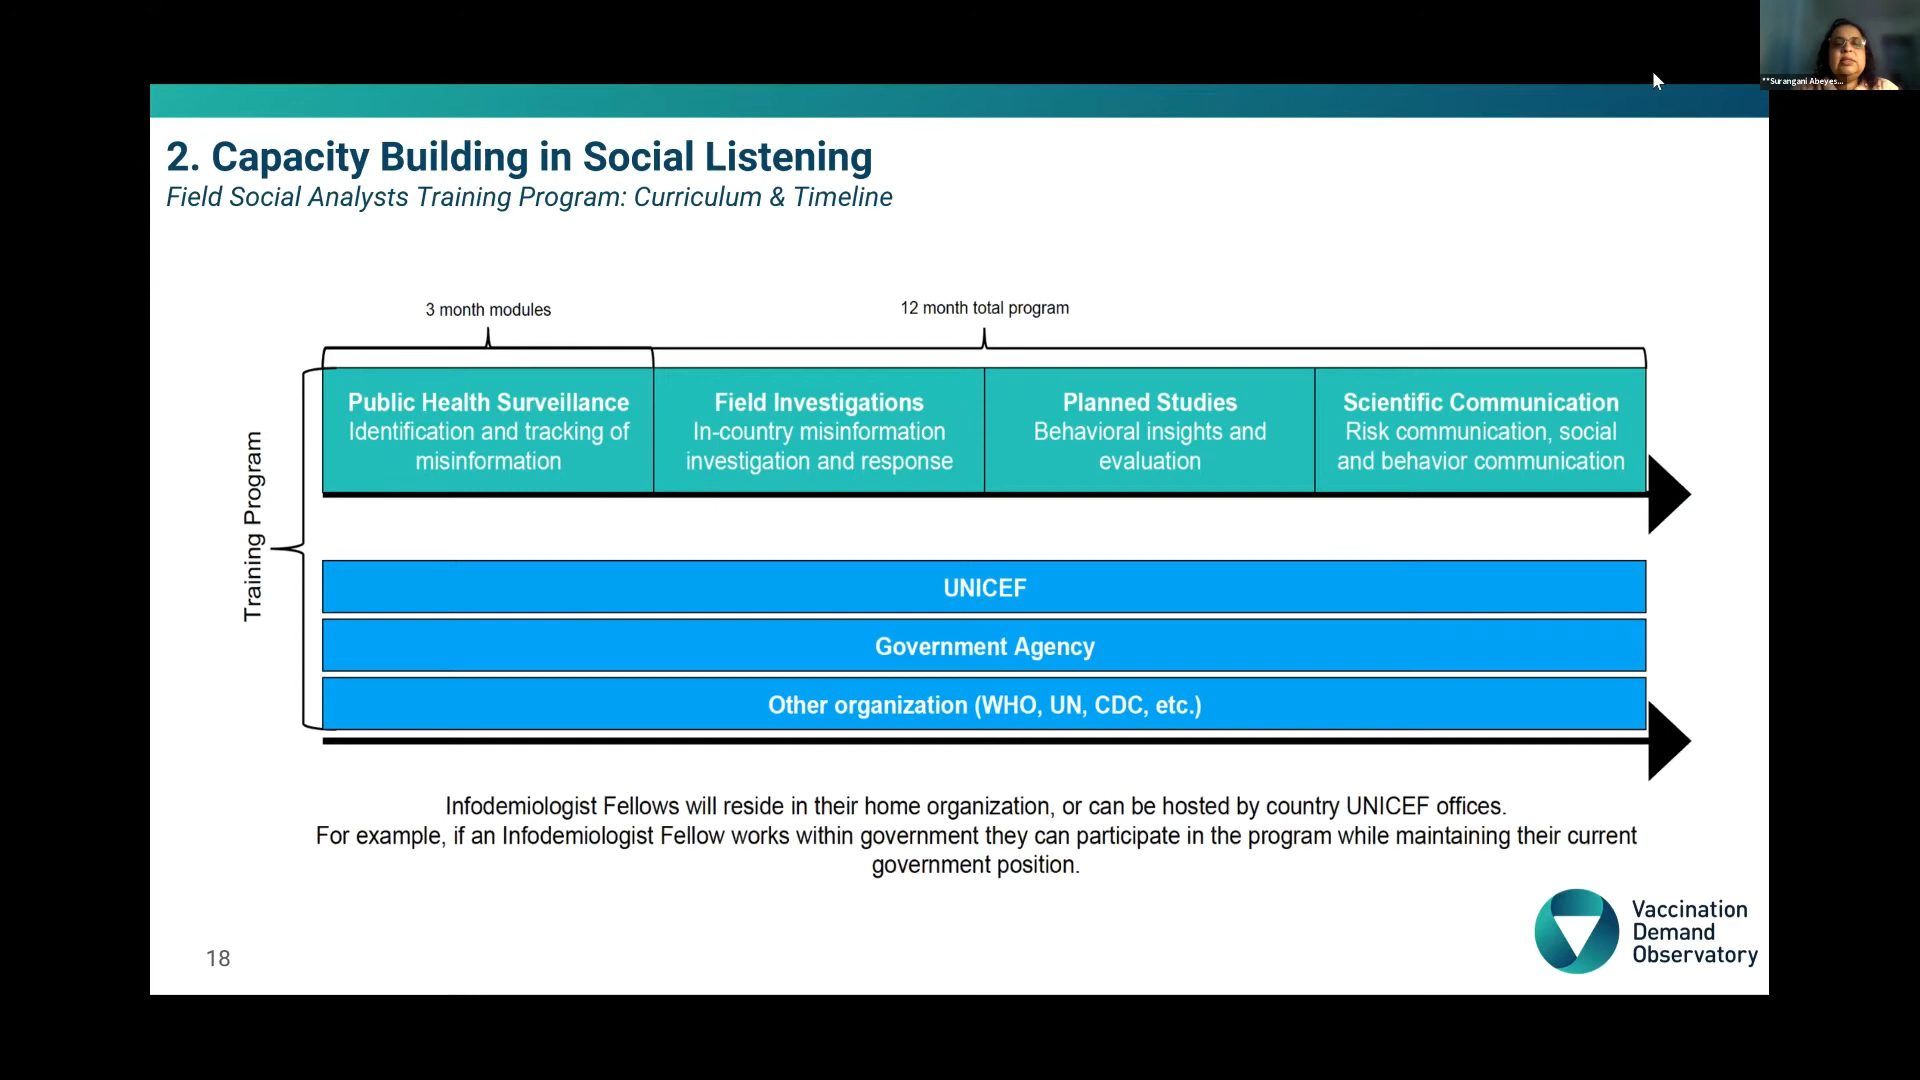 **Surangani Abeyes...
2. Capacity Building in Social Listening
Field Social Analysts Training Program: Curriculum & Timeline
3 month modules
12 month total program
Training Program
Public Health Surveillance
Identification and tracking of
misinformation
Field Investigations
In-country misinformation
investigation and response
Planned Studies
Behavioral insights and
evaluation
Scientific Communication
Risk communication, social
and behavior communication
UNICEF
Government Agency
Other organization (WHO, UN, CDC, etc.)
Infodemiologist Fellows will reside in their home organization, or can be hosted by country UNICEF offices.
For example, if an Infodemiologist Fellow works within government they can participate in the program while maintaining their current
government position.
18
Vaccination
Demand
Observatory